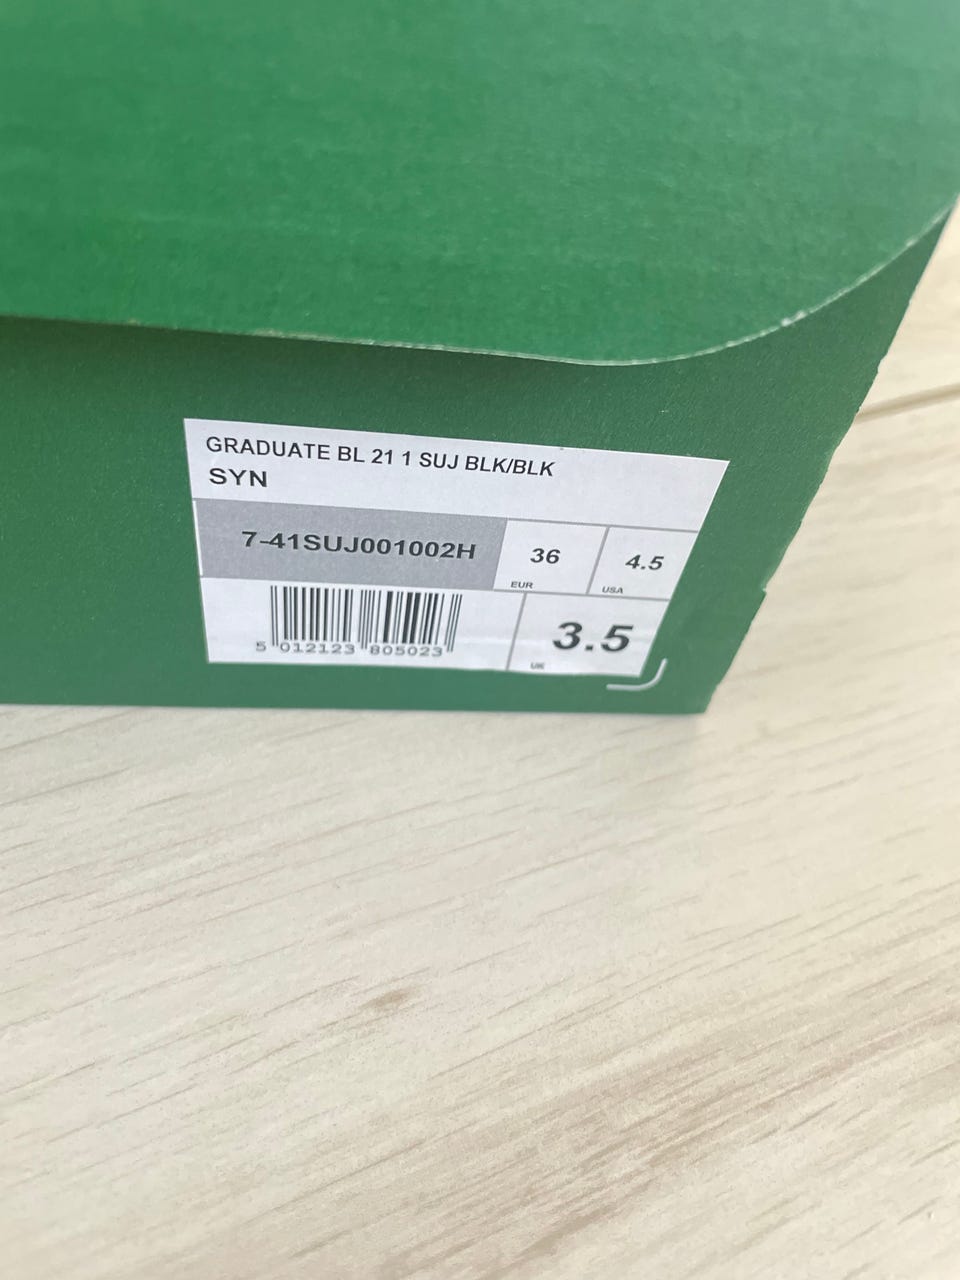 GRADUATE BL 21 1 SUJ BLK/BLK
SYN
7-41SUJ001002H
36
EUR
4.5
USA
5 012123 805023
3.5
UK